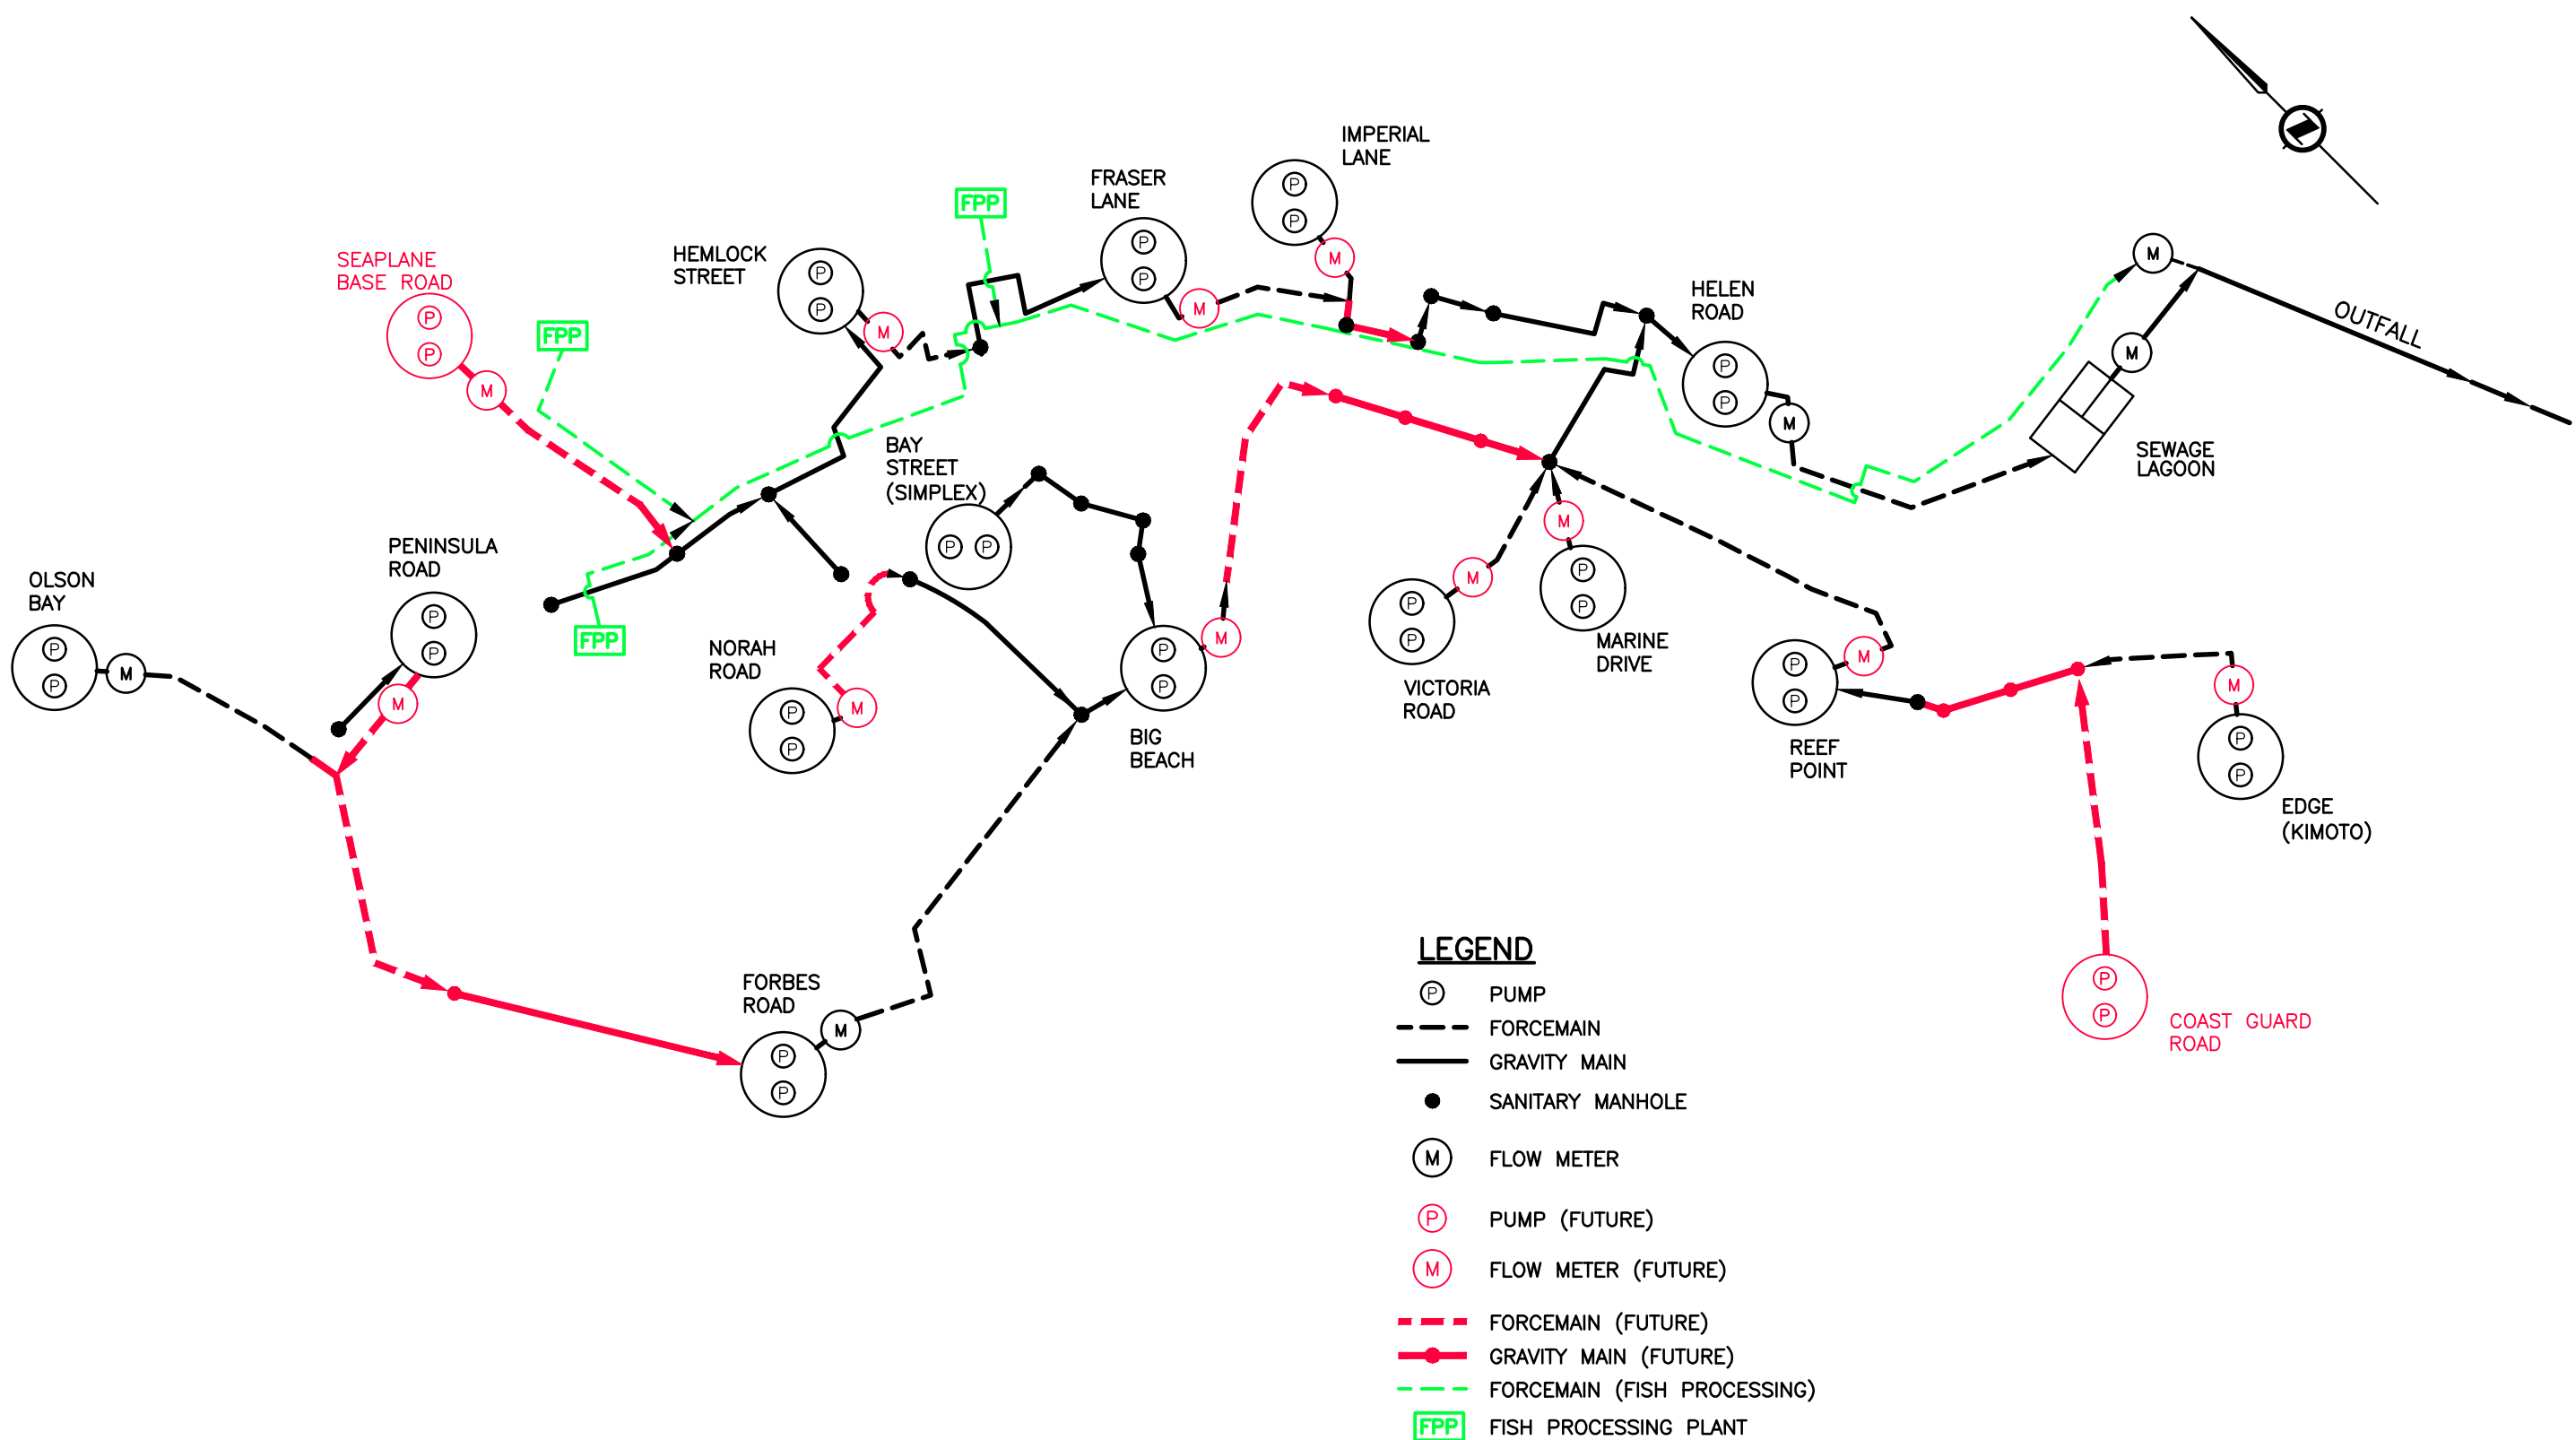 IMPERIAL
LANE
P
P
M
FRASER
LANE
P
P
M
FPP
HEMLOCK
STREET
P
P
M
SEAPLANE
BASE ROAD
P
P
M
FPP
HELEN
ROAD
P
P
M
M
M
OUTFALL
SEWAGE
LAGOON
BAY
STREET
(SIMPLEX)
P P
PENINSULA
ROAD
P
P
M
OLSON
BAY
P
P
M
FPP
NORAH
ROAD
P
P
M
BIG
BEACH
P
P
M
VICTORIA
ROAD
P
P
M
MARINE
DRIVE
P
P
M
REEF
POINT
P
P
M
EDGE
(KIMOTO)
P
P
M
FORBES
ROAD
P
P
M
COAST GUARD
ROAD
P
P
LEGEND
P PUMP
FORCEMAIN
GRAVITY MAIN
SANITARY MANHOLE
M FLOW METER
P PUMP (FUTURE)
M FLOW METER (FUTURE)
FORCEMAIN (FUTURE)
GRAVITY MAIN (FUTURE)
FORCEMAIN (FISH PROCESSING)
FPP FISH PROCESSING PLANT